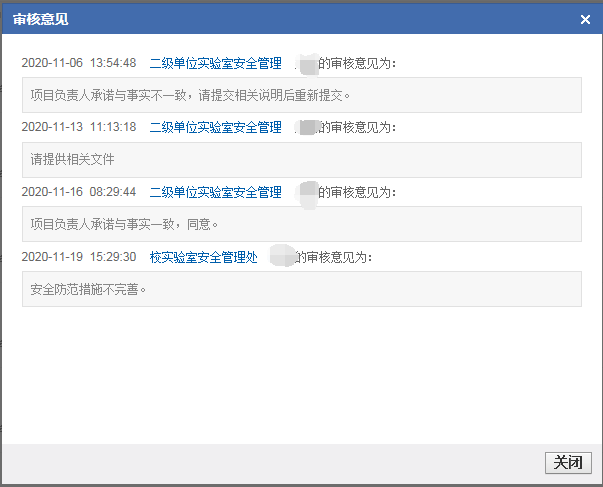 审核意见
2020-11-06 13:54:48 二级单位实验室安全管理 的审核意见为:
项目负责人承诺与事实不一致，请提交相关说明后重新提交。
2020-11-13 11:13:18 二级单位实验室安全管理 的审核意见为:
请提供相关文件
2020-11-16 08:29:44 二级单位实验室安全管理 的审核意见为:
项目负责人承诺与事实一致，同意。
2020-11-19 15:29:30 校实验室安全管理处 的审核意见为:
安全防范措施不完善。
关闭